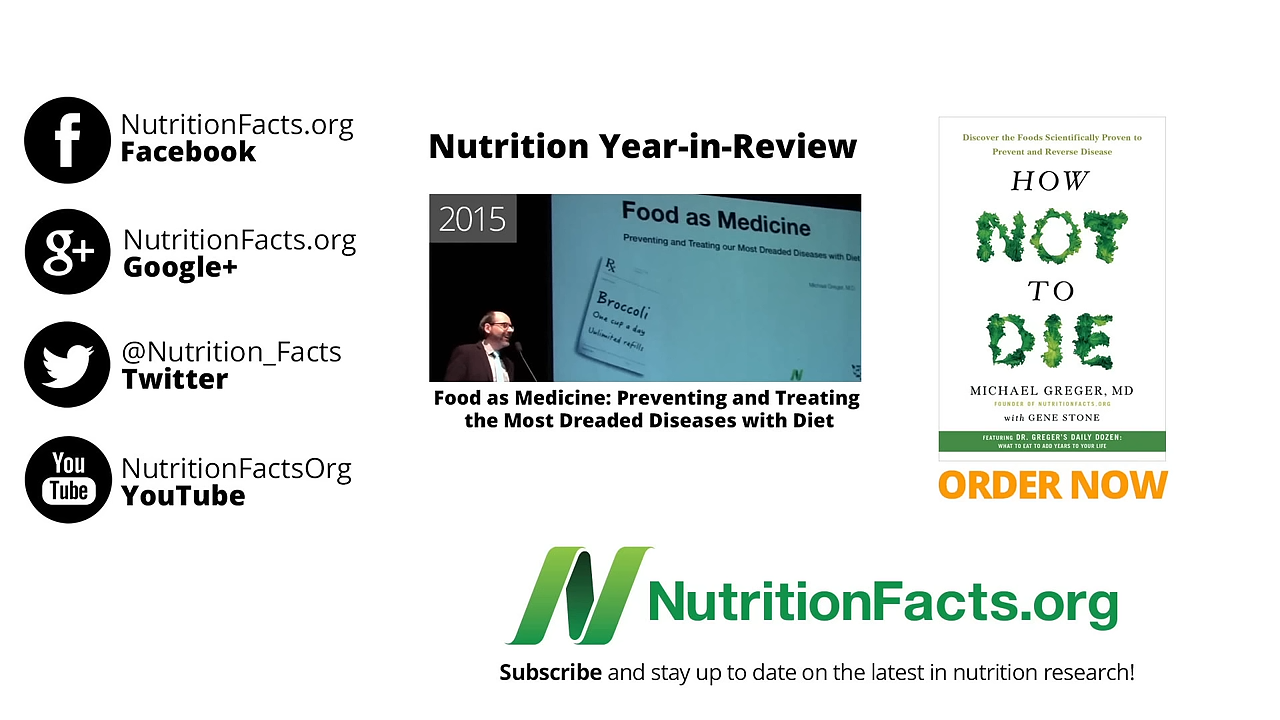 NutritionFacts.org
Facebook
NutritionFacts.org
Google+
@Nutrition_Facts
Twitter
You
Tube
NutritionFactsOrg
YouTube
Nutrition Year-in-Review
2015
Food as Medicine
Preventing and Treating our Most Dreaded Diseases with Diet
Michael Greger, M.D.
Rx
Broccoli
One cup a day
Unlimited refills
Food as Medicine: Preventing and Treating
the Most Dreaded Diseases with Diet
Discover the Foods Scientifically Proven to
Prevent and Reverse Disease
HOW
NOT
TO
DIE
MICHAEL GREGER, MD
FOUNDER OF NUTRITIONFACTS.ORG
with GENE STONE
FEATURING DR. GREGER'S DAILY DOZEN:
WHAT TO EAT TO ADD YEARS TO YOUR LIFE
ORDER NOW
NutritionFacts.org
Subscribe and stay up to date on the latest in nutrition research!